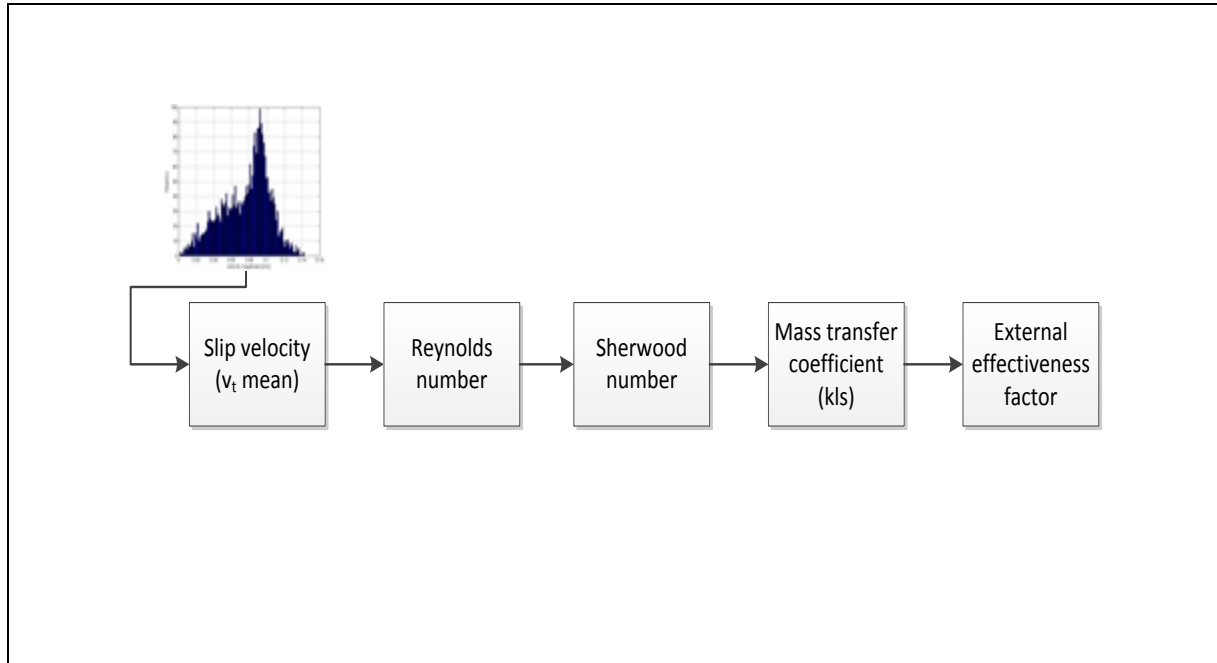 Slip velocity
(vt mean)
Reynolds
number
Sherwood
number
Mass transfer
coefficient
(kls)
External
effectiveness
factor